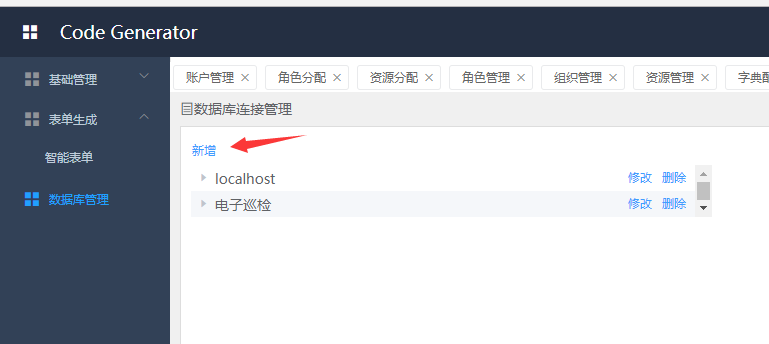 Code Generator
基础管理
表单生成
智能表单
数据库管理
账户管理 角色分配 资源分配 角色管理 组织管理 资源管理 字典配
数据库连接管理
新增
localhost 修改 删除
电子巡检 修改 删除